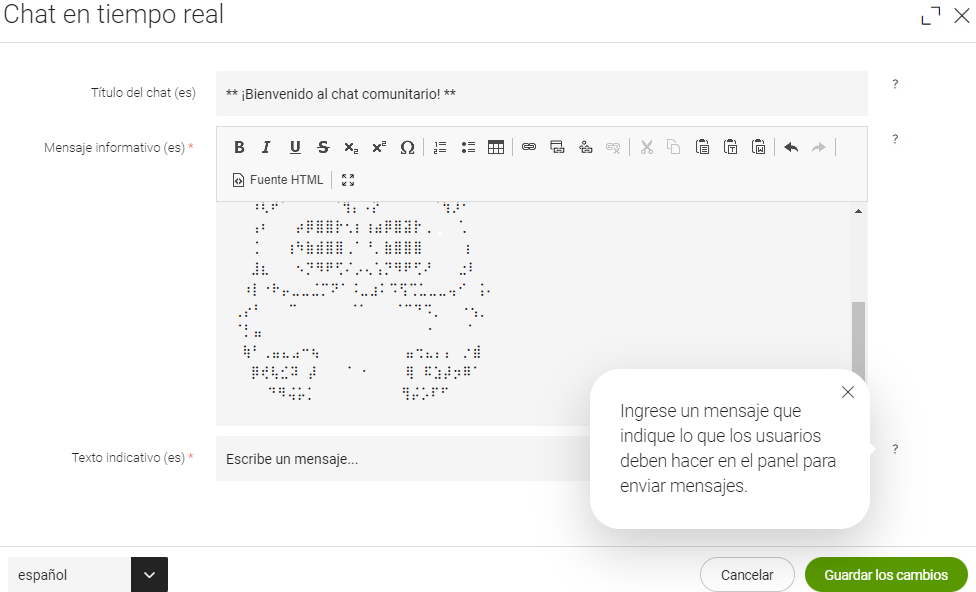 Chat en tiempo real
Título del chat (es)
** ¡Bienvenido al chat comunitario! **
?
Mensaje informativo (es) *
B I U S x₂ x² Ω
?
Fuente HTML
Texto indicativo (es) *
Escribe un mensaje...
Ingrese un mensaje que
indique lo que los usuarios
deben hacer en el panel para
enviar mensajes.
?
español
Cancelar
Guardar los cambios